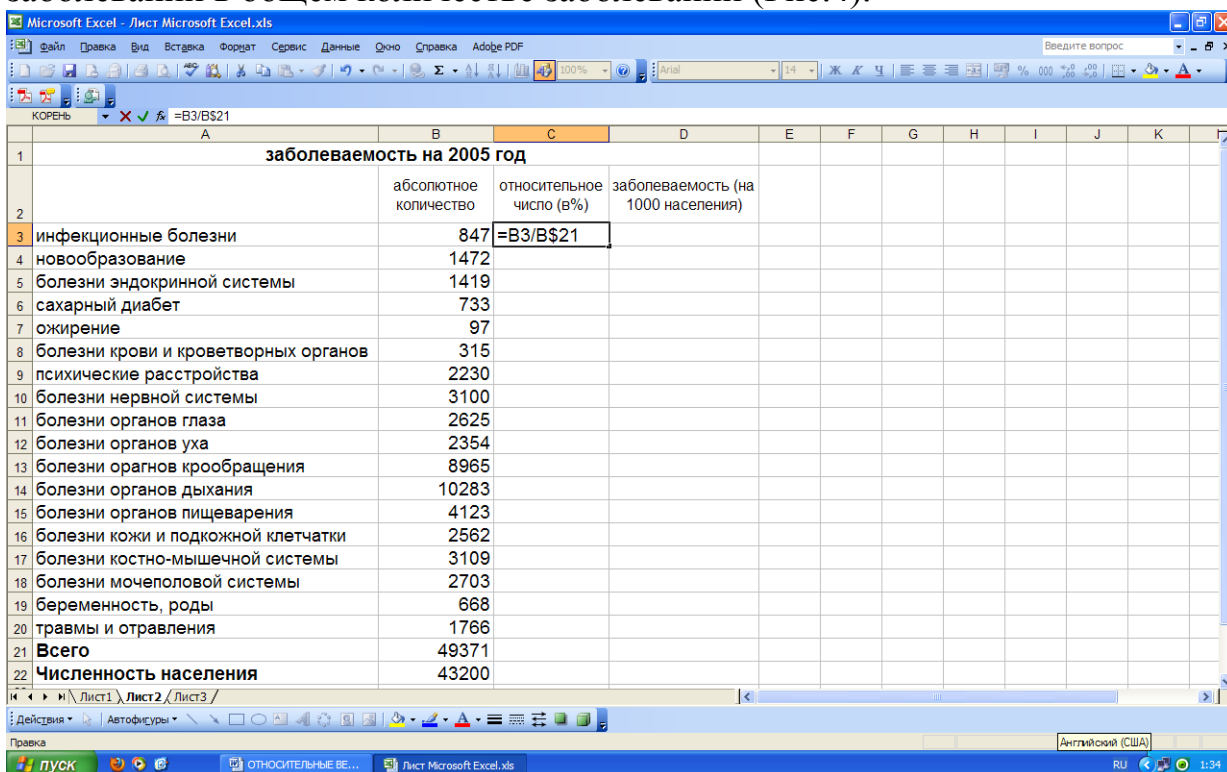 заболеваний в общем количестве заболеваний (Рис.4).
Microsoft Excel - Лист Microsoft Excel.xls
Файл Правка Вид Вставка Формат Сервис Данные Окно Справка Adobe PDF Введите вопрос
100% Arial 14 Ж К Ч % 000
КОРЕНЬ =B3/B$21
A B C D E F G H I J K
1 заболеваемость на 2005 год
2 абсолютное количество относительное число (в%) заболеваемость (на 1000 населения)
3 инфекционные болезни 847 =B3/B$21
4 новообразование 1472
5 болезни эндокринной системы 1419
6 сахарный диабет 733
7 ожирение 97
8 болезни крови и кроветворных органов 315
9 психические расстройства 2230
10 болезни нервной системы 3100
11 болезни органов глаза 2625
12 болезни органов уха 2354
13 болезни орагнов крообращения 8965
14 болезни органов дыхания 10283
15 болезни органов пищеварения 4123
16 болезни кожи и подкожной клетчатки 2562
17 болезни костно-мышечной системы 3109
18 болезни мочеполовой системы 2703
19 беременность, роды 668
20 травмы и отравления 1766
21 Всего 49371
22 Численность населения 43200
Лист1 Лист2 Лист3
Действия Автофигуры
Правка Английский (США)
пуск ОТНОСИТЕЛЬНЫЕ ВЕ... Лист Microsoft Excel.xls RU 1:34